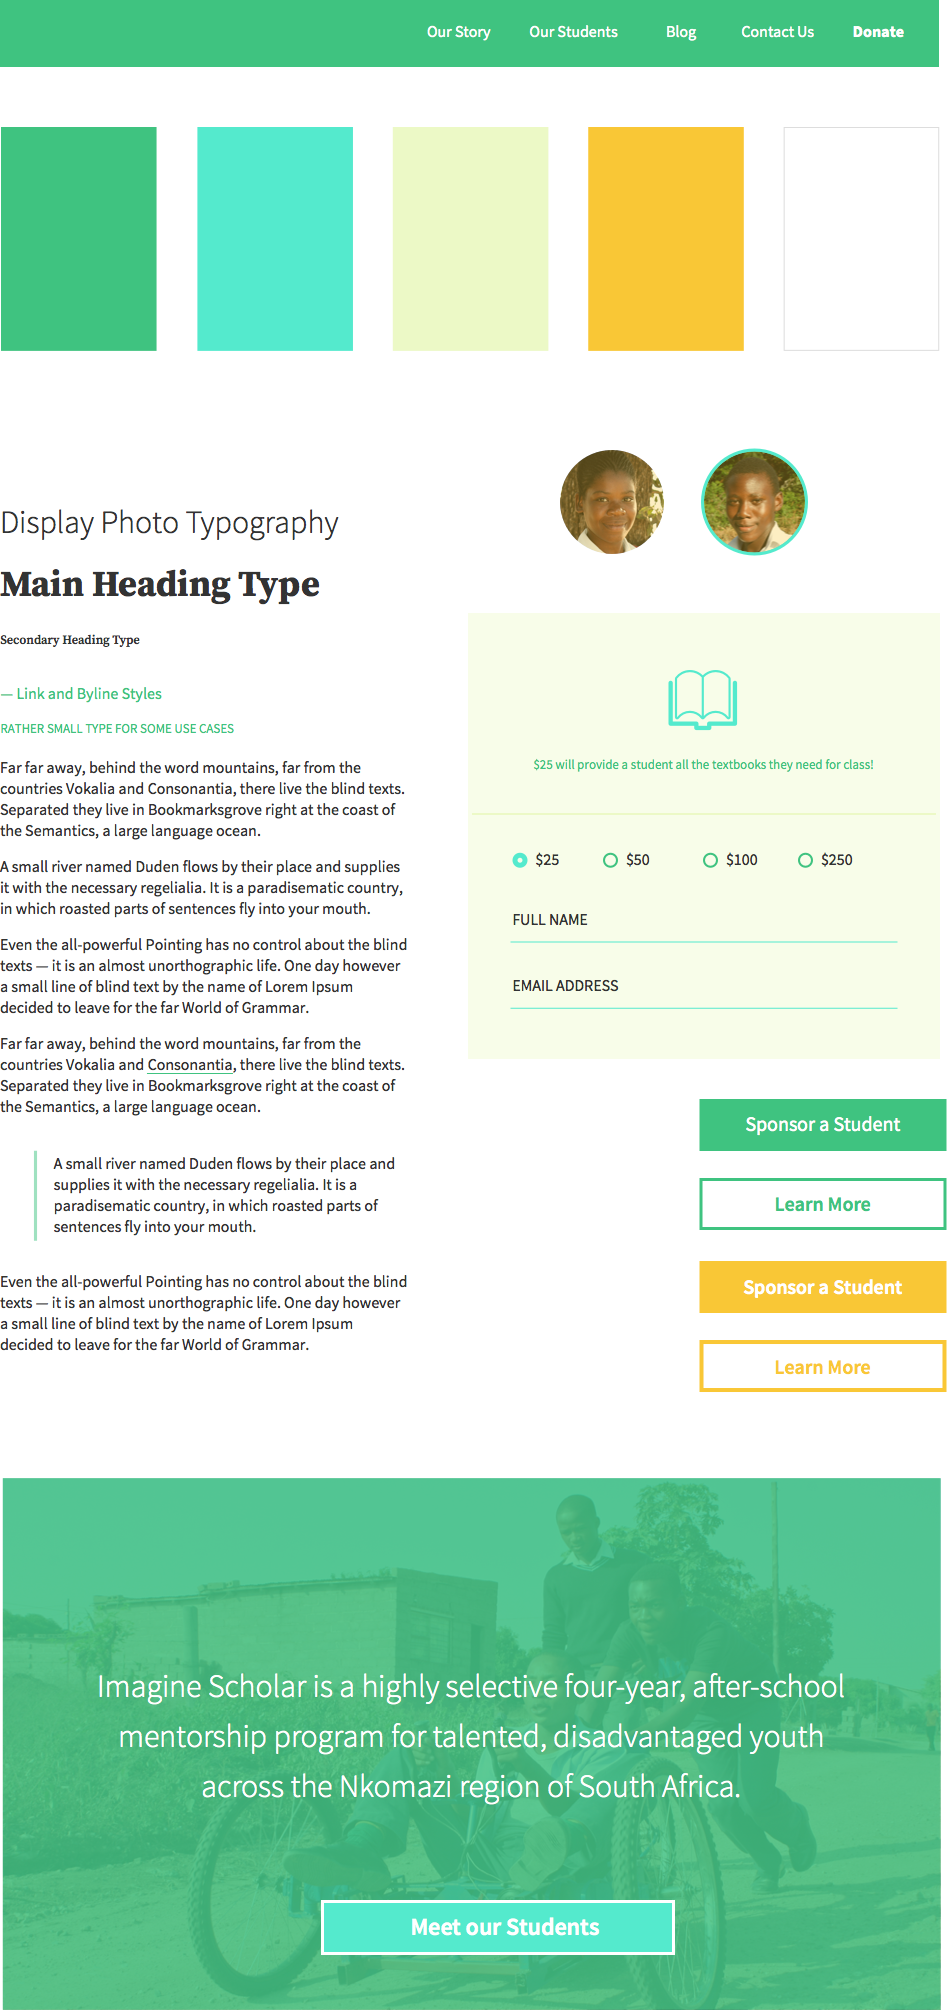 Our Story Our Students Blog Contact Us Donate
Display Photo Typography
Main Heading Type
Secondary Heading Type
— Link and Byline Styles
RATHER SMALL TYPE FOR SOME USE CASES
Far far away, behind the word mountains, far from the
countries Vokalia and Consonantia, there live the blind texts.
Separated they live in Bookmarksgrove right at the coast of
the Semantics, a large language ocean.
A small river named Duden flows by their place and supplies
it with the necessary regelialia. It is a paradisematic country,
in which roasted parts of sentences fly into your mouth.
Even the all-powerful Pointing has no control about the blind
texts — it is an almost unorthographic life. One day however
a small line of blind text by the name of Lorem Ipsum
decided to leave for the far World of Grammar.
Far far away, behind the word mountains, far from the
countries Vokalia and Consonantia, there live the blind texts.
Separated they live in Bookmarksgrove right at the coast of
the Semantics, a large language ocean.
A small river named Duden flows by their place and
supplies it with the necessary regelialia. It is a
paradisematic country, in which roasted parts of
sentences fly into your mouth.
Even the all-powerful Pointing has no control about the blind
texts — it is an almost unorthographic life. One day however
a small line of blind text by the name of Lorem Ipsum
decided to leave for the far World of Grammar.
$25 will provide a student all the textbooks they need for class!
$25 $50 $100 $250
FULL NAME
EMAIL ADDRESS
Sponsor a Student
Learn More
Sponsor a Student
Learn More
Imagine Scholar is a highly selective four-year, after-school
mentorship program for talented, disadvantaged youth
across the Nkomazi region of South Africa.
Meet our Students